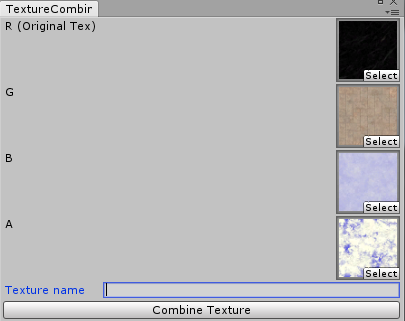 TextureCombir
R (Original Tex)
Select
G
Select
B
Select
A
Select
Texture name
Combine Texture